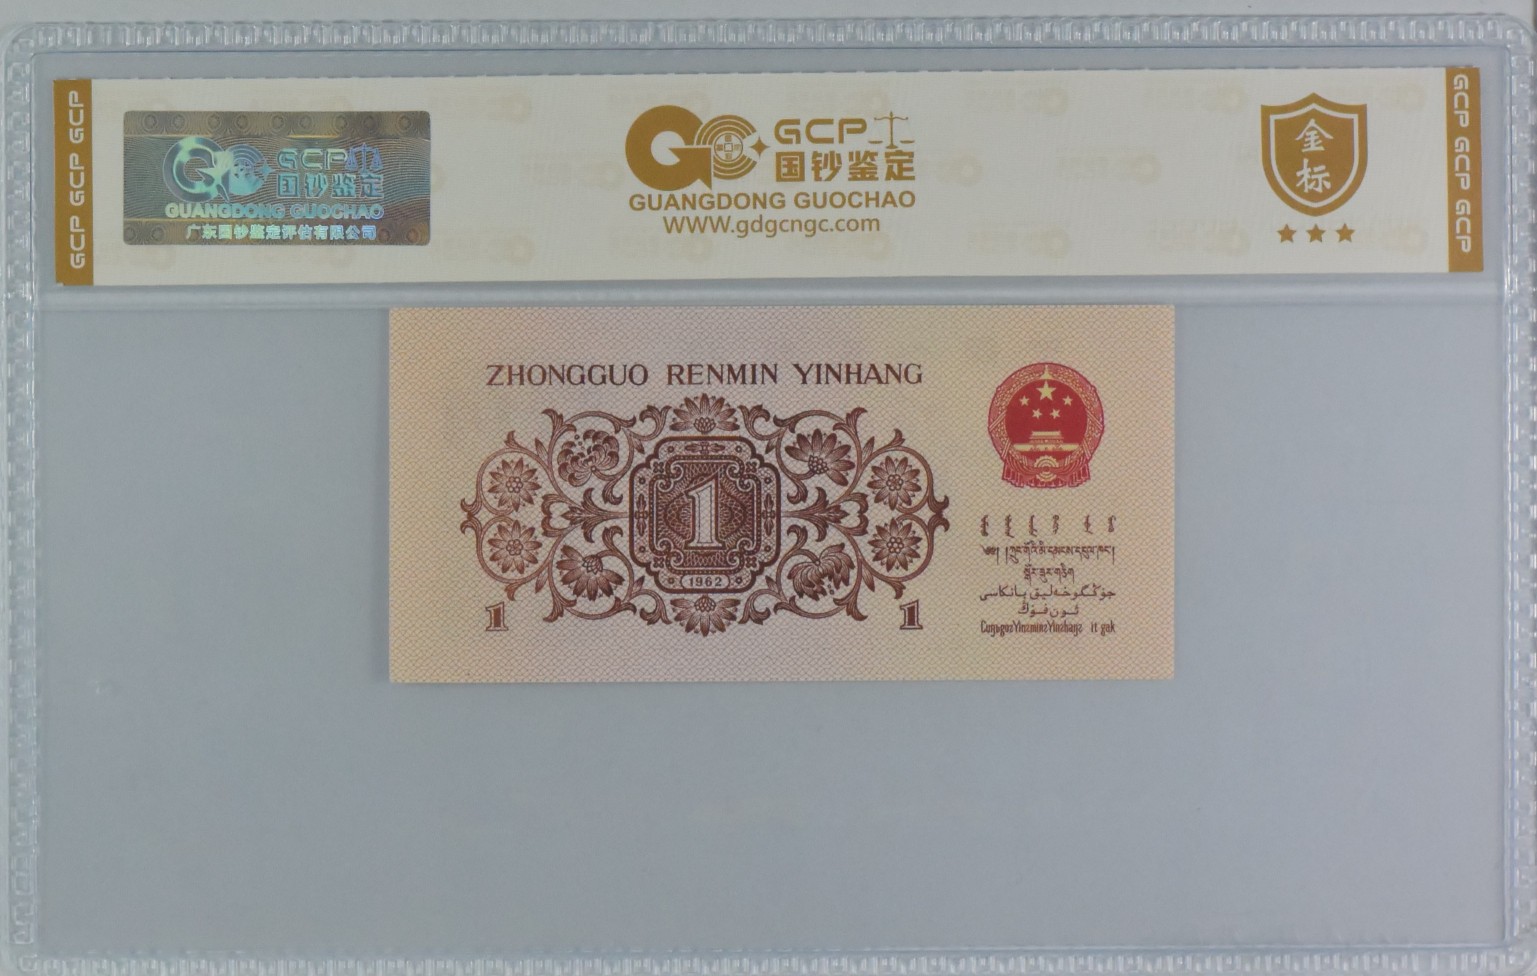 GCP GCP GCP
GCP 国钞鉴定
GUANGDONG GUOCHAO
广东国钞鉴定评估有限公司
GCP
国钞鉴定
GUANGDONG GUOCHAO
WWW.gdgcngc.com
金标
GCP GCP GCP
ZHONGGUO RENMIN YINHANG
1
1962
1
1
جۇڭگوخەلىق بانكاسى